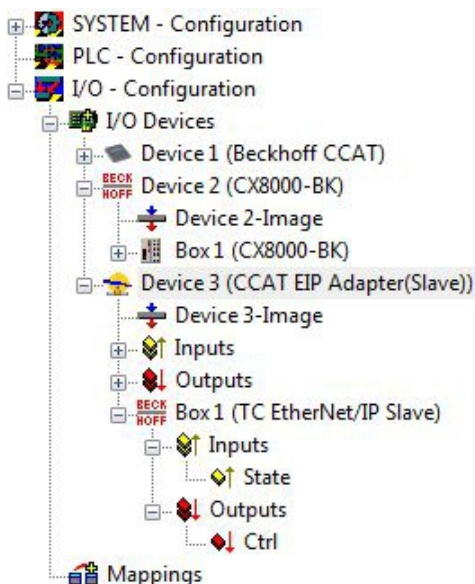 SYSTEM - Configuration
PLC - Configuration
I/O - Configuration
I/O Devices
Device 1 (Beckhoff CCAT)
BECK
HOFF
Device 2 (CX8000-BK)
Device 2-Image
Box 1 (CX8000-BK)
Device 3 (CCAT EIP Adapter(Slave))
Device 3-Image
Inputs
Outputs
BECK
HOFF
Box 1 (TC EtherNet/IP Slave)
Inputs
State
Outputs
Ctrl
Mappings